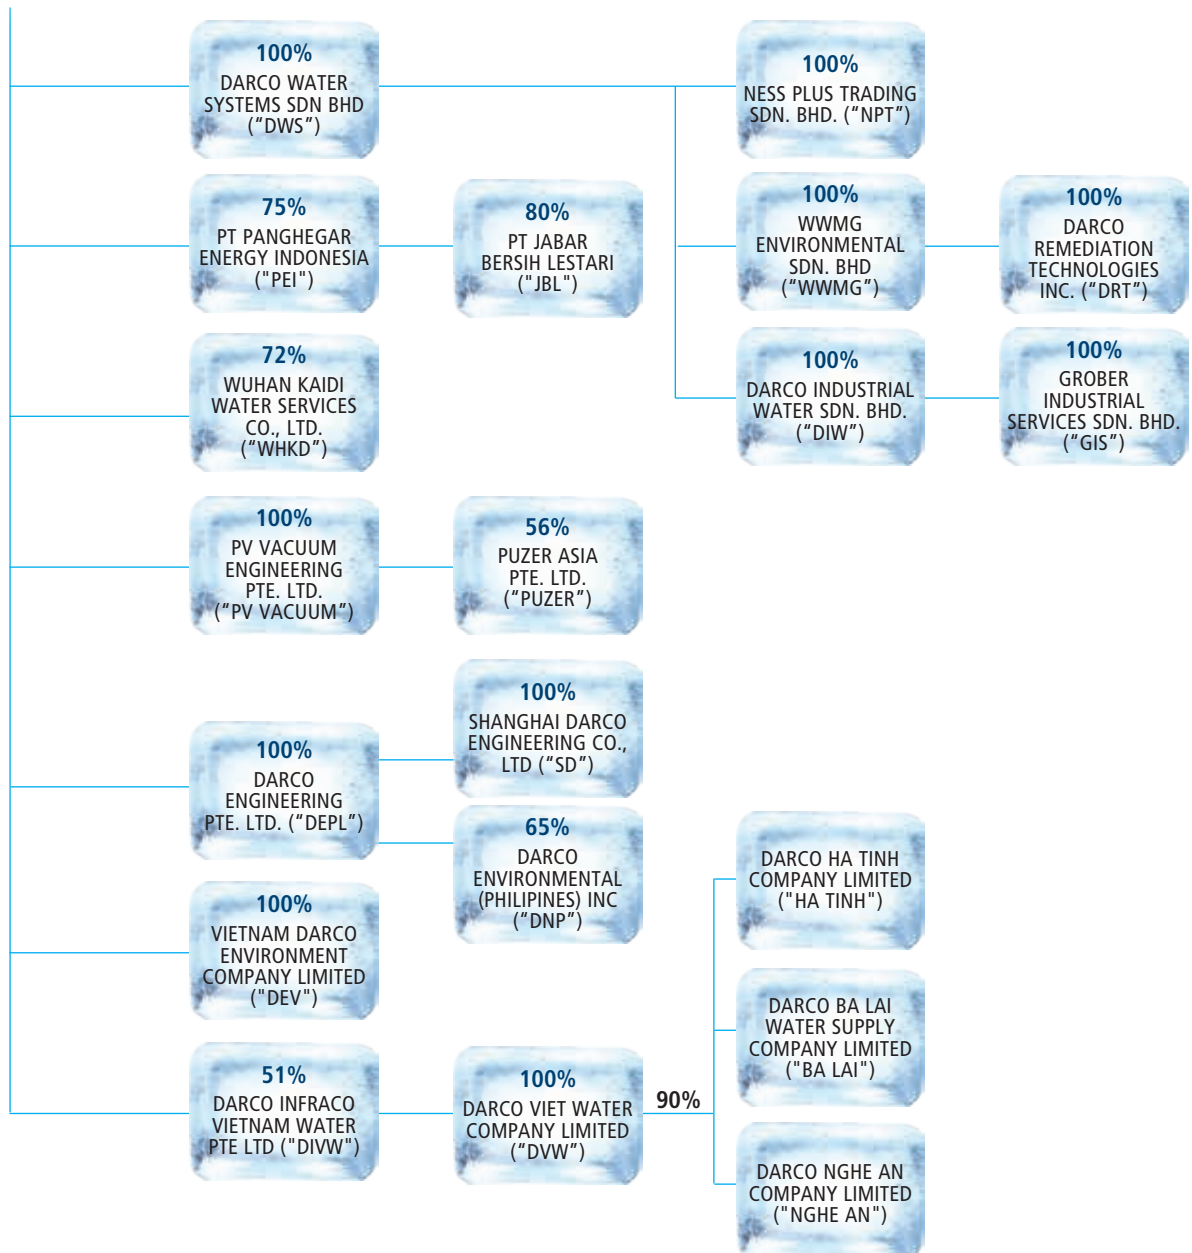 100%
DARCO WATER
SYSTEMS SDN BHD
("DWS")
100%
NESS PLUS TRADING
SDN. BHD. ("NPT")
75%
PT PANGHEGAR
ENERGY INDONESIA
("PEI")
80%
PT JABAR
BERSIH LESTARI
("JBL")
100%
WWMG
ENVIRONMENTAL
SDN. BHD
("WWMG")
100%
DARCO
REMEDIATION
TECHNOLOGIES
INC. ("DRT")
72%
WUHAN KAIDI
WATER SERVICES
CO., LTD.
("WHKD")
100%
DARCO INDUSTRIAL
WATER SDN. BHD.
("DIW")
100%
GROBER
INDUSTRIAL
SERVICES SDN. BHD.
("GIS")
100%
PV VACUUM
ENGINEERING
PTE. LTD.
("PV VACUUM")
56%
PUZER ASIA
PTE. LTD.
("PUZER")
100%
DARCO
ENGINEERING
PTE. LTD. ("DEPL")
100%
SHANGHAI DARCO
ENGINEERING CO.,
LTD ("SD")
65%
DARCO
ENVIRONMENTAL
(PHILIPINES) INC
("DNP")
100%
VIETNAM DARCO
ENVIRONMENT
COMPANY LIMITED
("DEV")
51%
DARCO INFRACO
VIETNAM WATER
PTE LTD ("DIVW")
100%
DARCO VIET WATER
COMPANY LIMITED
("DVW")
90%
DARCO HA TINH
COMPANY LIMITED
("HA TINH")
DARCO BA LAI
WATER SUPPLY
COMPANY LIMITED
("BA LAI")
DARCO NGHE AN
COMPANY LIMITED
("NGHE AN")